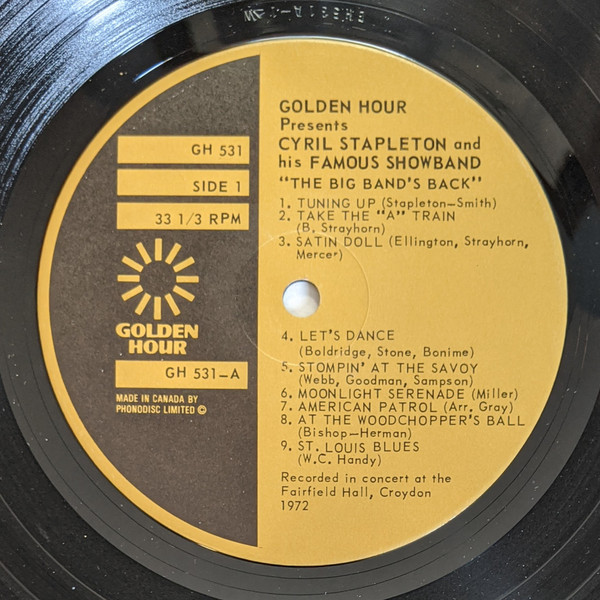 GH 531
SIDE 1
33 1/3 RPM
GOLDEN
HOUR
GH 531-A
MADE IN CANADA BY
PHONODISC LIMITED ©
GOLDEN HOUR
Presents
CYRIL STAPLETON and
his FAMOUS SHOWBAND
"THE BIG BAND'S BACK"
1. TUNING UP (Stapleton-Smith)
2. TAKE THE "A" TRAIN
(B. Strayhorn)
3. SATIN DOLL (Ellington, Strayhorn,
Mercer)
4. LET'S DANCE
(Boldridge, Stone, Bonime)
5. STOMPIN' AT THE SAVOY
(Webb, Goodman, Sampson)
6. MOONLIGHT SERENADE (Miller)
7. AMERICAN PATROL (Arr. Gray)
8. AT THE WOODCHOPPER'S BALL
(Bishop-Herman)
9. ST. LOUIS BLUES
(W.C. Handy)
Recorded in concert at the
Fairfield Hall, Croydon
1972